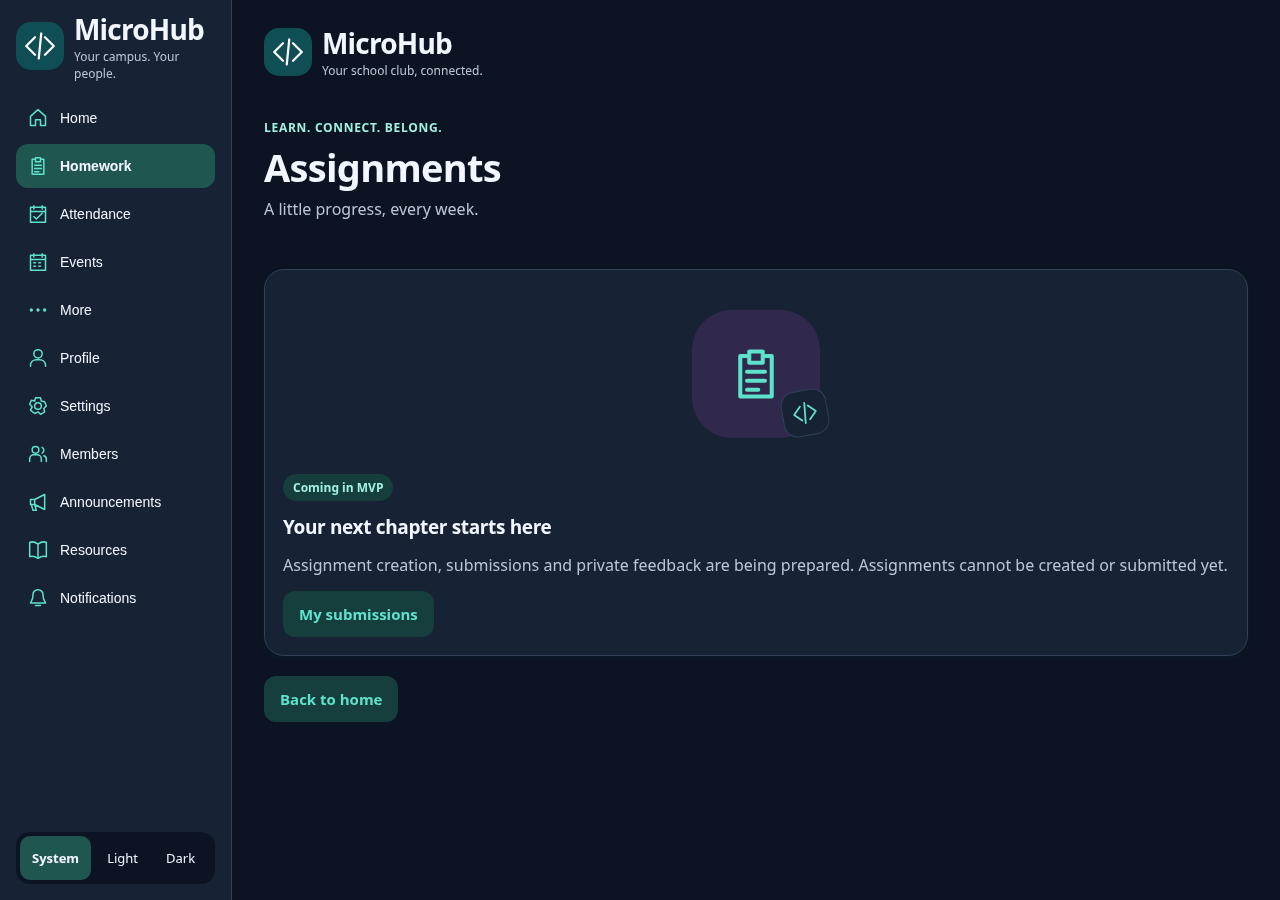 MicroHub
Your campus. Your
people.
Home
Homework
Attendance
Events
More
Profile
Settings
Members
Announcements
Resources
Notifications
System Light Dark
MicroHub
Your school club, connected.
LEARN. CONNECT. BELONG.
Assignments
A little progress, every week.
Coming in MVP
Your next chapter starts here
Assignment creation, submissions and private feedback are being prepared. Assignments cannot be created or submitted yet.
My submissions
Back to home